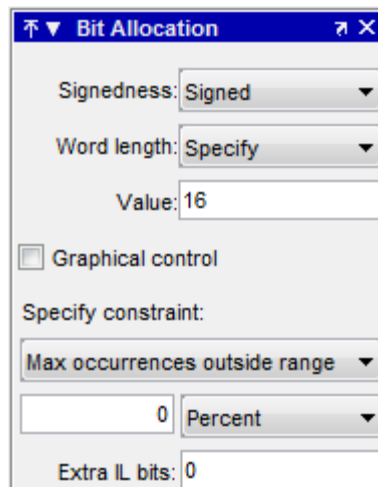 Bit Allocation
Signedness: Signed
Word length: Specify
Value: 16
Graphical control
Specify constraint:
Max occurrences outside range
0 Percent
Extra IL bits: 0